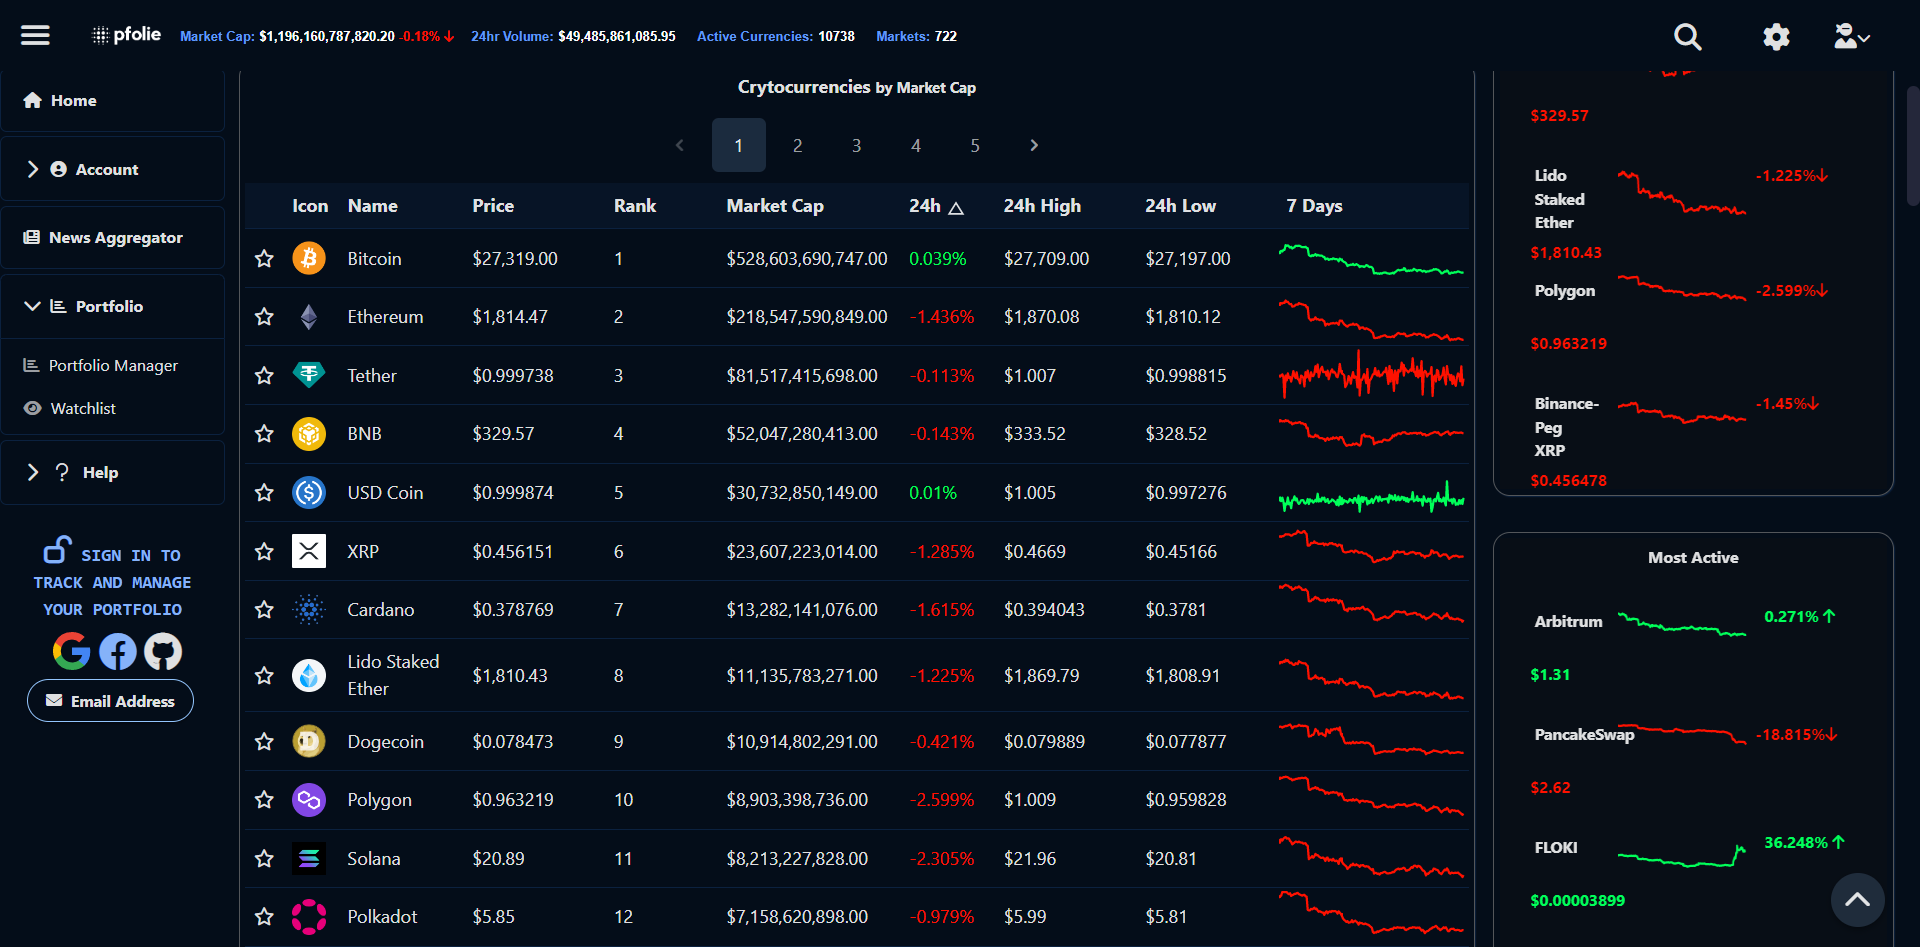 pfolie Market Cap: $1,196,160,787,820.20 -0.18% 24hr Volume: $49,485,861,085.95 Active Currencies: 10738 Markets: 722
Home
Account
News Aggregator
Portfolio
Portfolio Manager
Watchlist
? Help
SIGN IN TO
TRACK AND MANAGE
YOUR PORTFOLIO
Email Address
Crytocurrencies by Market Cap
1 2 3 4 5
Icon Name Price Rank Market Cap 24h 24h High 24h Low 7 Days
Bitcoin $27,319.00 1 $528,603,690,747.00 0.039% $27,709.00 $27,197.00
Ethereum $1,814.47 2 $218,547,590,849.00 -1.436% $1,870.08 $1,810.12
Tether $0.999738 3 $81,517,415,698.00 -0.113% $1.007 $0.998815
BNB $329.57 4 $52,047,280,413.00 -0.143% $333.52 $328.52
USD Coin $0.999874 5 $30,732,850,149.00 0.01% $1.005 $0.997276
XRP $0.456151 6 $23,607,223,014.00 -1.285% $0.4669 $0.45166
Cardano $0.378769 7 $13,282,141,076.00 -1.615% $0.394043 $0.3781
Lido Staked
Ether $1,810.43 8 $11,135,783,271.00 -1.225% $1,869.79 $1,808.91
Dogecoin $0.078473 9 $10,914,802,291.00 -0.421% $0.079889 $0.077877
Polygon $0.963219 10 $8,903,398,736.00 -2.599% $1.009 $0.959828
Solana $20.89 11 $8,213,227,828.00 -2.305% $21.96 $20.81
Polkadot $5.85 12 $7,158,620,898.00 -0.979% $5.99 $5.81
$329.57
Lido -1.225%
Staked
Ether
$1,810.43
Polygon -2.599%
$0.963219
Binance- -1.45%
Peg
XRP
$0.456478
Most Active
Arbitrum 0.271%
$1.31
PancakeSwap -18.815%
$2.62
FLOKI 36.248%
$0.00003899